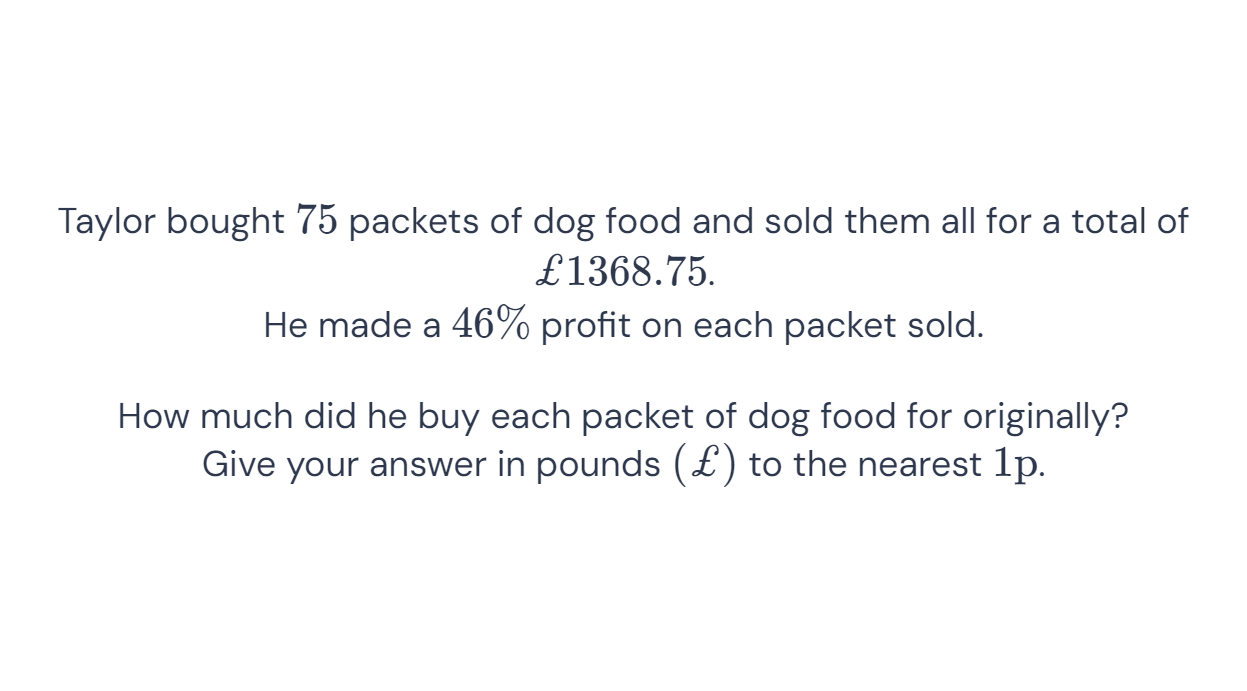 Taylor bought 75 packets of dog food and sold them all for a total of
£1368.75.
He made a 46% profit on each packet sold.
How much did he buy each packet of dog food for originally?
Give your answer in pounds (£) to the nearest 1p.